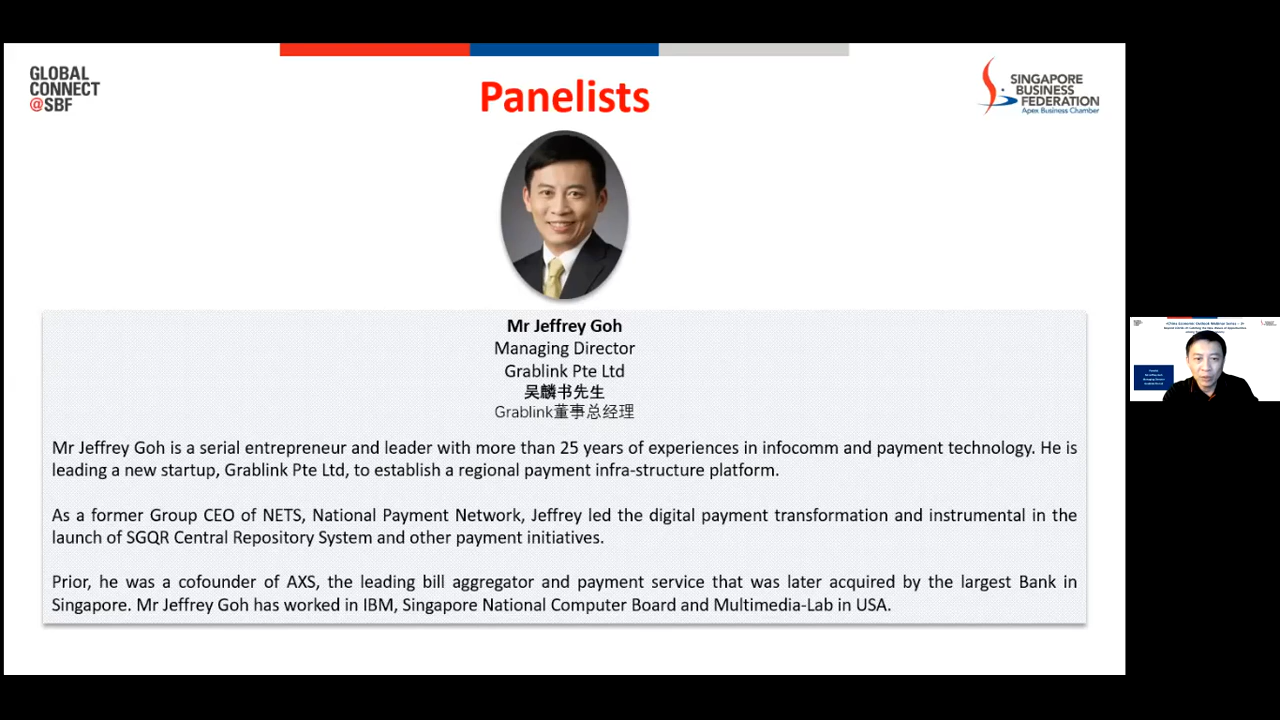 GLOBAL
CONNECT
@SBF
Panelists
SINGAPORE
BUSINESS
FEDERATION
Apex Business Chamber
Mr Jeffrey Goh
Managing Director
Grablink Pte Ltd
吴麟书先生
Grablink董事总经理
Mr Jeffrey Goh is a serial entrepreneur and leader with more than 25 years of experiences in infocomm and payment technology. He is
leading a new startup, Grablink Pte Ltd, to establish a regional payment infra-structure platform.
As a former Group CEO of NETS, National Payment Network, Jeffrey led the digital payment transformation and instrumental in the
launch of SGQR Central Repository System and other payment initiatives.
Prior, he was a cofounder of AXS, the leading bill aggregator and payment service that was later acquired by the largest Bank in
Singapore. Mr Jeffrey Goh has worked in IBM, Singapore National Computer Board and Multimedia-Lab in USA.